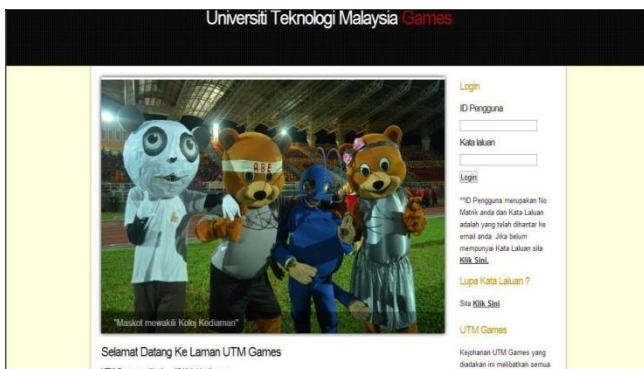 Universiti Teknologi Malaysia Games
ABE
"Maskot mewakili Kolej Kediaman"
Selamat Datang Ke Laman UTM Games
Login
ID Pengguna
Kata laluan
Login
**ID Pengguna merupakan No
Matrik anda dan Kata Laluan
adalah yang telah dihantar ke
email anda. Jika belum
mempunyai Kata Laluan sila
Klik Sini.
Lupa Kata Laluan ?
Sila Klik Sini
UTM Games
Kejohanan UTM Games yang
diadakan ini melibatkan semua